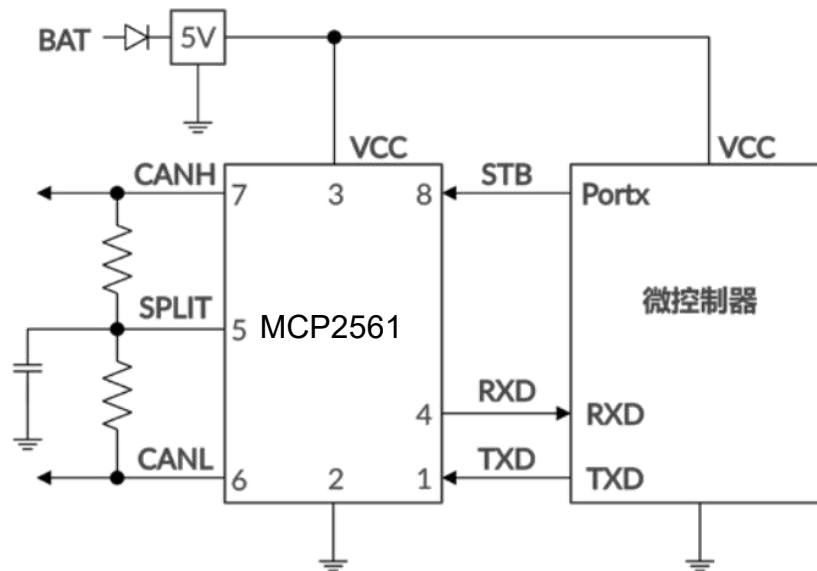 BAT
5V
VCC
VCC
CANH
7
3
8
STB
Portx
微控制器
SPLIT
5
MCP2561
4
RXD
RXD
CANL
6
2
1
TXD
TXD